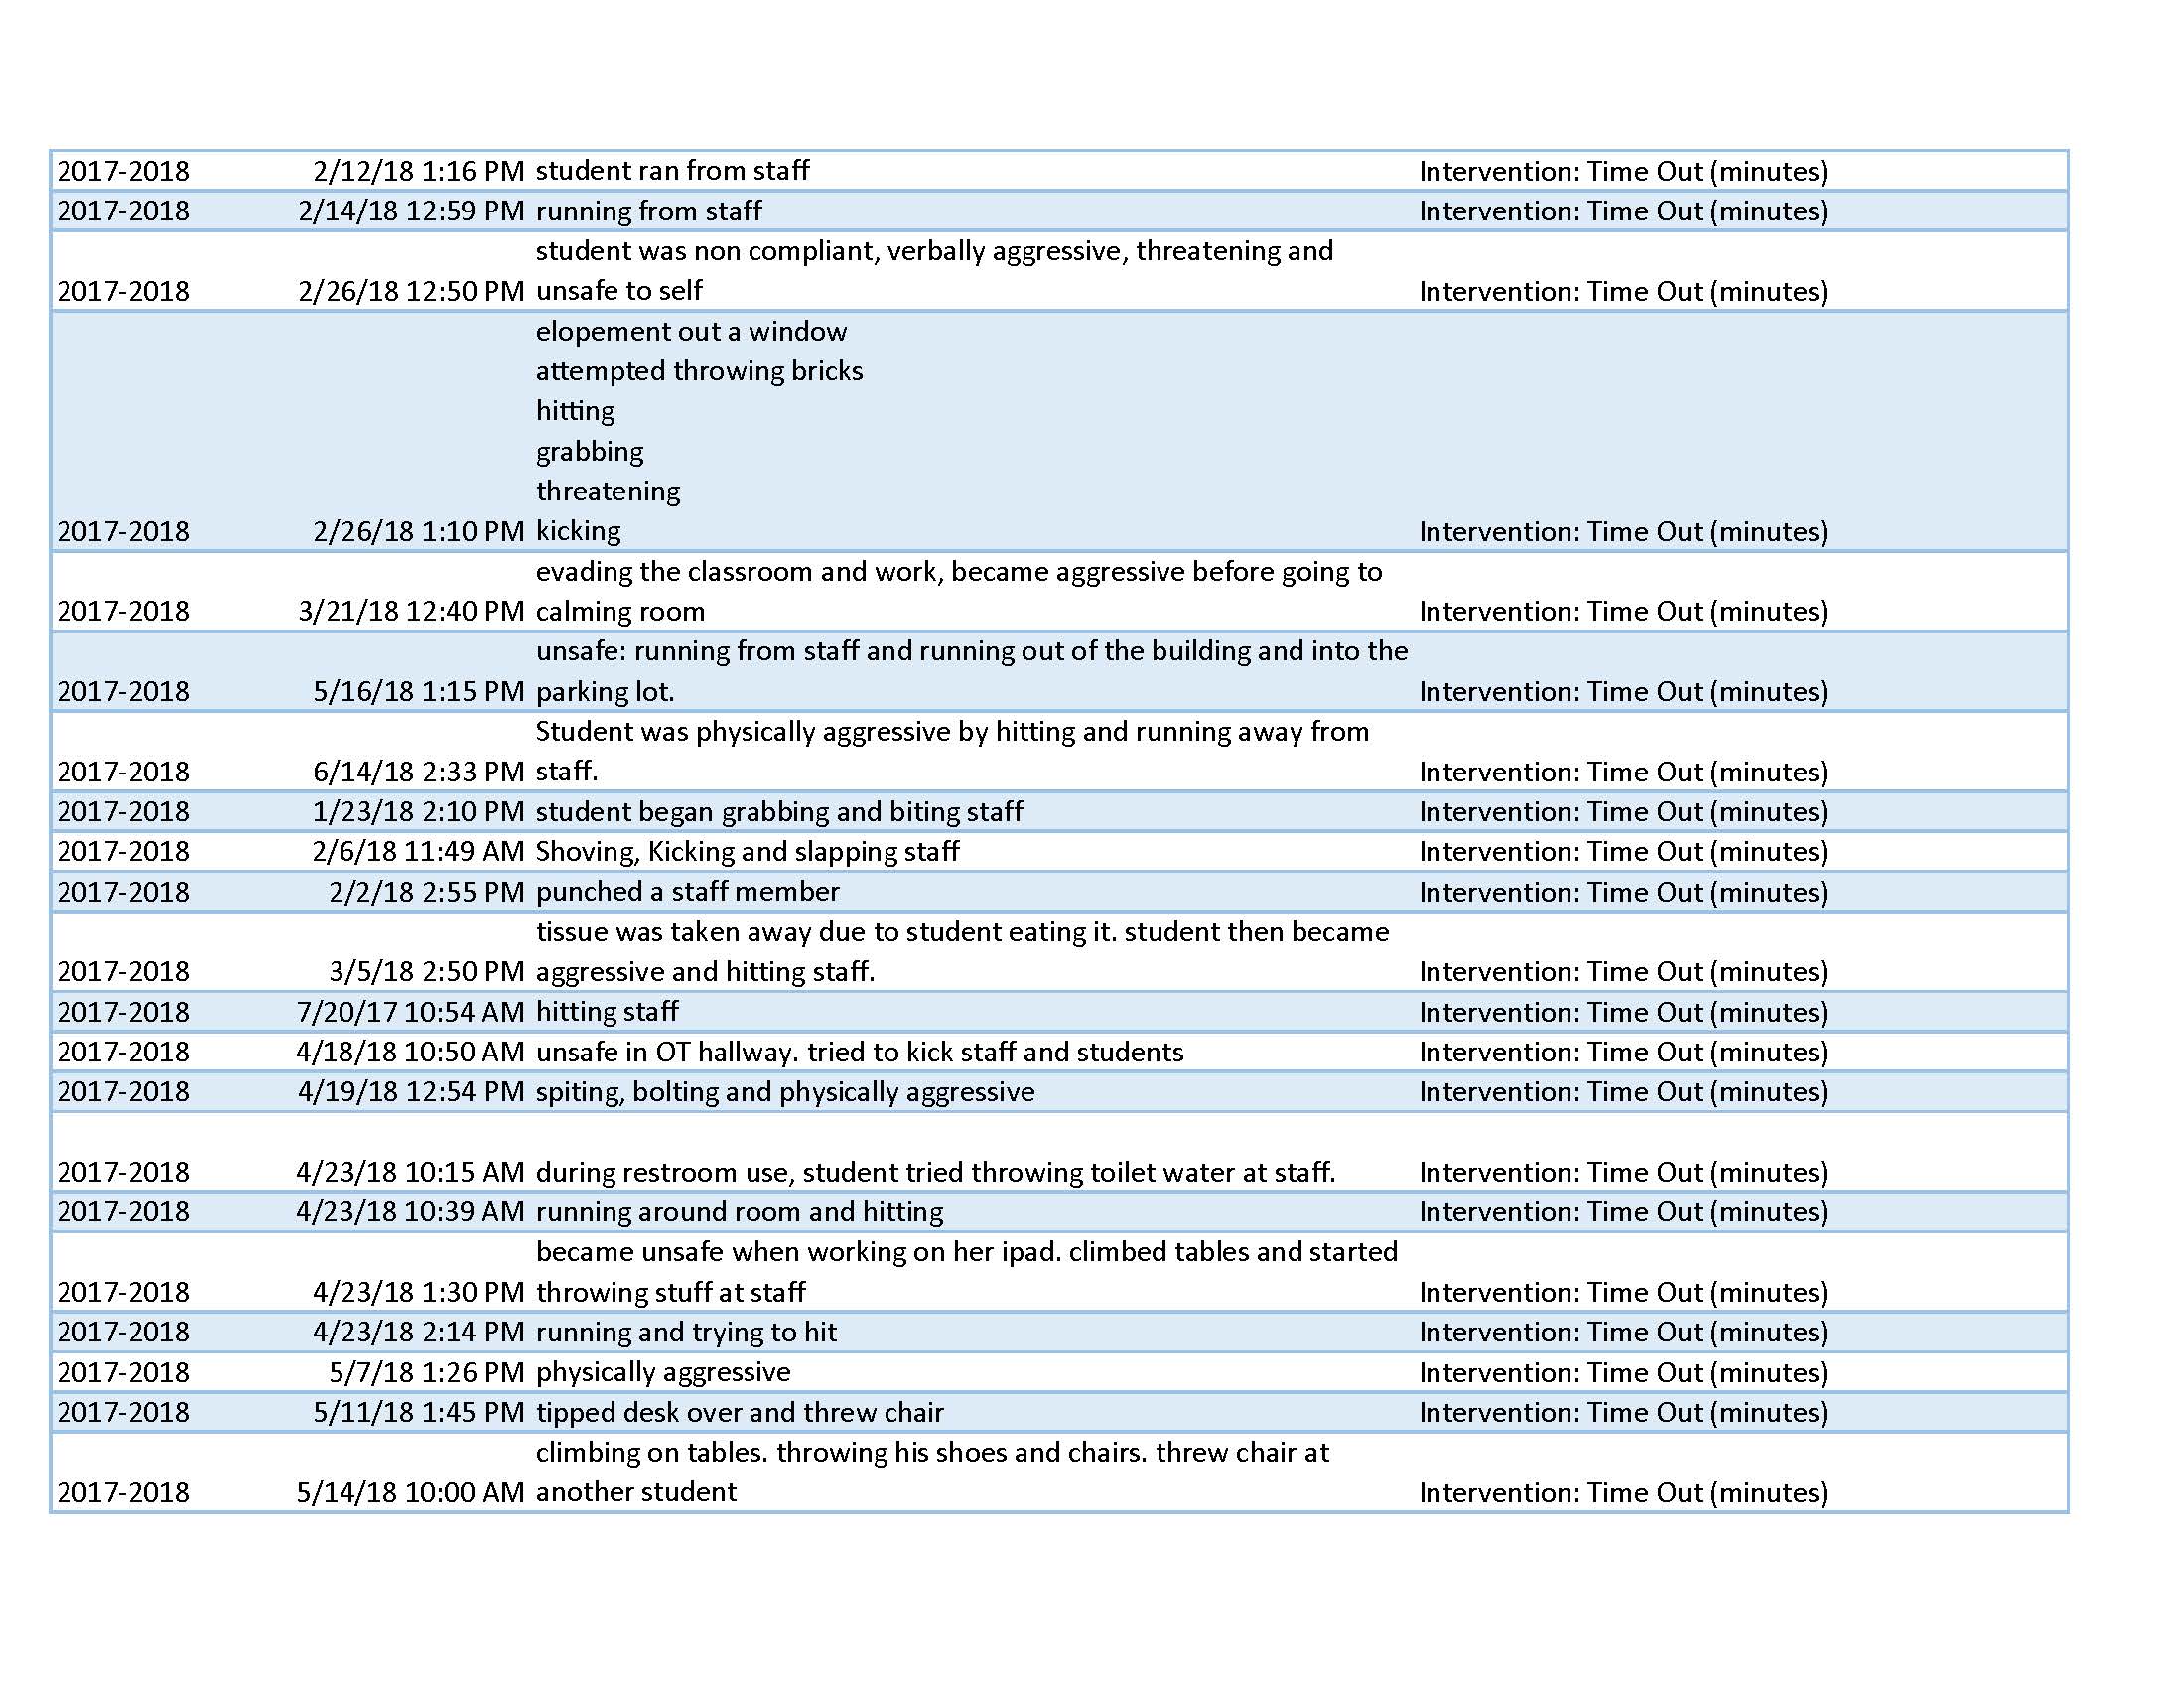 2017-2018 2/12/18 1:16 PM student ran from staff Intervention: Time Out (minutes)
2017-2018 2/14/18 12:59 PM running from staff Intervention: Time Out (minutes)
student was non compliant, verbally aggressive, threatening and
2017-2018 2/26/18 12:50 PM unsafe to self Intervention: Time Out (minutes)
elopement out a window
attempted throwing bricks
hitting
grabbing
threatening
2017-2018 2/26/18 1:10 PM kicking Intervention: Time Out (minutes)
evading the classroom and work, became aggressive before going to
2017-2018 3/21/18 12:40 PM calming room Intervention: Time Out (minutes)
unsafe: running from staff and running out of the building and into the
2017-2018 5/16/18 1:15 PM parking lot. Intervention: Time Out (minutes)
Student was physically aggressive by hitting and running away from
2017-2018 6/14/18 2:33 PM staff. Intervention: Time Out (minutes)
2017-2018 1/23/18 2:10 PM student began grabbing and biting staff Intervention: Time Out (minutes)
2017-2018 2/6/18 11:49 AM Shoving, Kicking and slapping staff Intervention: Time Out (minutes)
2017-2018 2/2/18 2:55 PM punched a staff member Intervention: Time Out (minutes)
tissue was taken away due to student eating it. student then became
2017-2018 3/5/18 2:50 PM aggressive and hitting staff. Intervention: Time Out (minutes)
2017-2018 7/20/17 10:54 AM hitting staff Intervention: Time Out (minutes)
2017-2018 4/18/18 10:50 AM unsafe in OT hallway. tried to kick staff and students Intervention: Time Out (minutes)
2017-2018 4/19/18 12:54 PM spiting, bolting and physically aggressive Intervention: Time Out (minutes)
2017-2018 4/23/18 10:15 AM during restroom use, student tried throwing toilet water at staff. Intervention: Time Out (minutes)
2017-2018 4/23/18 10:39 AM running around room and hitting Intervention: Time Out (minutes)
became unsafe when working on her ipad. climbed tables and started
2017-2018 4/23/18 1:30 PM throwing stuff at staff Intervention: Time Out (minutes)
2017-2018 4/23/18 2:14 PM running and trying to hit Intervention: Time Out (minutes)
2017-2018 5/7/18 1:26 PM physically aggressive Intervention: Time Out (minutes)
2017-2018 5/11/18 1:45 PM tipped desk over and threw chair Intervention: Time Out (minutes)
climbing on tables. throwing his shoes and chairs. threw chair at
2017-2018 5/14/18 10:00 AM another student Intervention: Time Out (minutes)